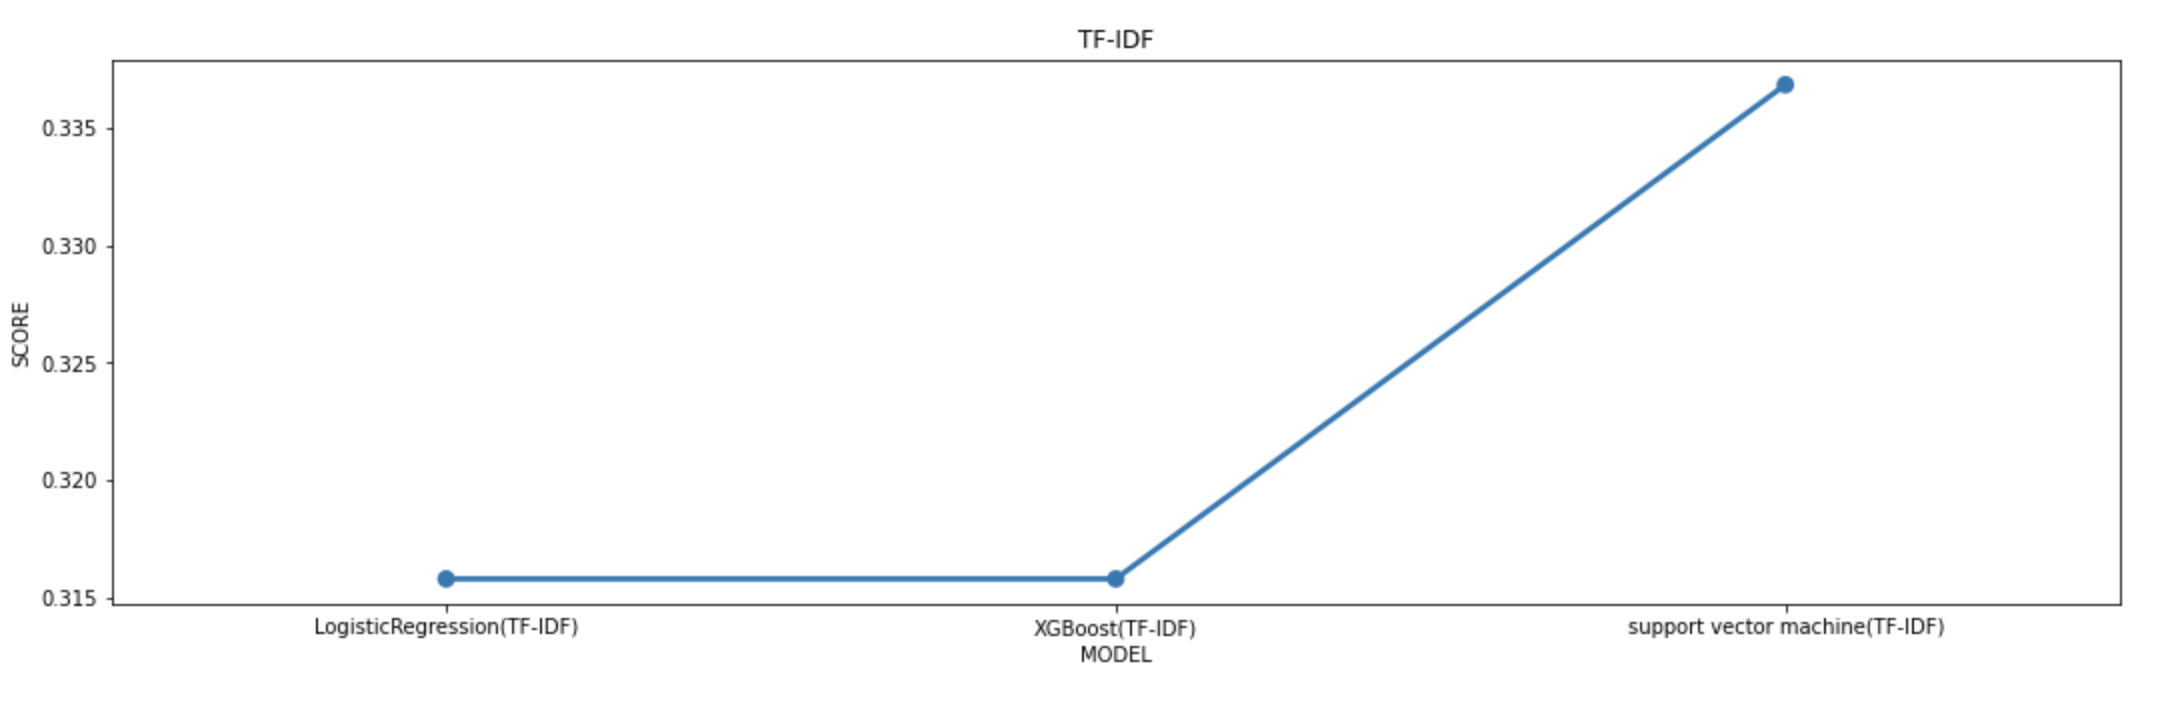 TF-IDF
0.335
0.330
0.325
0.320
0.315
SCORE
LogisticRegression(TF-IDF)
XGBoost(TF-IDF)
support vector machine(TF-IDF)
MODEL